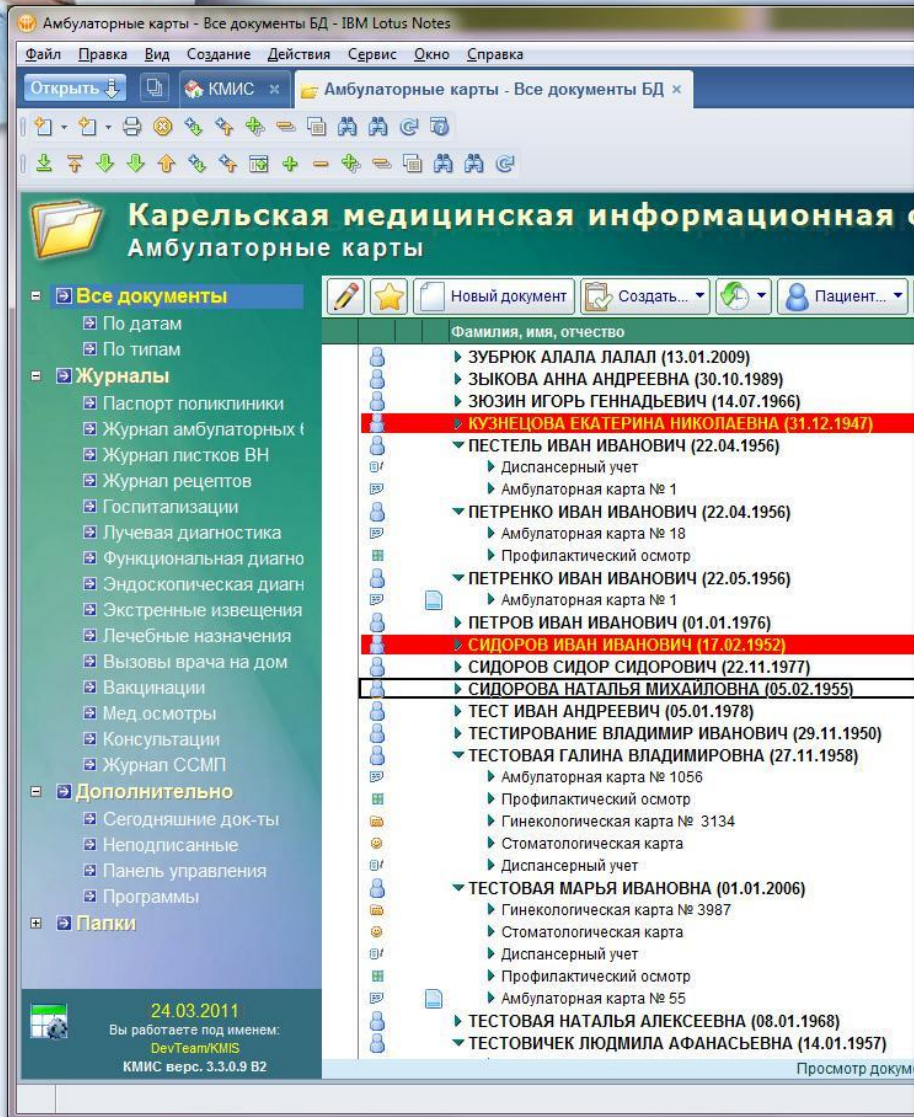 Амбулаторные карты - Все документы БД - IBM Lotus Notes
Файл Правка Вид Создание Действия Сервис Окно Справка
Открыть КМИС Амбулаторные карты - Все документы БД
Карельская медицинская информационная
Амбулаторные карты
Все документы
По датам
По типам
Журналы
Паспорт поликлиники
Журнал амбулаторных
Журнал листков ВН
Журнал рецептов
Госпитализации
Лучевая диагностика
Функциональная диагно
Эндоскопическая диагн
Экстренные извещения
Лечебные назначения
Вызовы врача на дом
Вакцинации
Мед.осмотры
Консультации
Журнал ССМП
Дополнительно
Сегодняшние док-ты
Неподписанные
Панель управления
Программы
Папки
24.03.2011
Вы работаете под именем:
DevTeam/KMIS
КМИС верс. 3.3.0.9 B2
Новый документ Создать... Пациент...
Фамилия, имя, отчество
ЗУБРЮК АЛАЛА ЛАЛАЛ (13.01.2009)
ЗЫКОВА АННА АНДРЕЕВНА (30.10.1989)
ЗЮЗИН ИГОРЬ ГЕННАДЬЕВИЧ (14.07.1966)
КУЗНЕЦОВА ЕКАТЕРИНА НИКОЛАЕВНА (31.12.1947)
ПЕСТЕЛЬ ИВАН ИВАНОВИЧ (22.04.1956)
Диспансерный учет
Амбулаторная карта № 1
ПЕТРЕНКО ИВАН ИВАНОВИЧ (22.04.1956)
Амбулаторная карта № 18
Профилактический осмотр
ПЕТРЕНКО ИВАН ИВАНОВИЧ (22.05.1956)
Амбулаторная карта № 1
ПЕТРОВ ИВАН ИВАНОВИЧ (01.01.1976)
СИДОРОВ ИВАН ИВАНОВИЧ (17.02.1952)
СИДОРОВ СИДОР СИДОРОВИЧ (22.11.1977)
СИДОРОВА НАТАЛЬЯ МИХАЙЛОВНА (05.02.1955)
ТЕСТ ИВАН АНДРЕЕВИЧ (05.01.1978)
ТЕСТИРОВАНИЕ ВЛАДИМИР ИВАНОВИЧ (29.11.1950)
ТЕСТОВАЯ ГАЛИНА ВЛАДИМИРОВНА (27.11.1958)
Амбулаторная карта № 1056
Профилактический осмотр
Гинекологическая карта № 3134
Стоматологическая карта
Диспансерный учет
ТЕСТОВАЯ МАРЬЯ ИВАНОВНА (01.01.2006)
Гинекологическая карта № 3987
Стоматологическая карта
Диспансерный учет
Профилактический осмотр
Амбулаторная карта № 55
ТЕСТОВАЯ НАТАЛЬЯ АЛЕКСЕЕВНА (08.01.1968)
ТЕСТОВИЧЕК ЛЮДМИЛА АФАНАСЬЕВНА (14.01.1957)
Просмотр докум